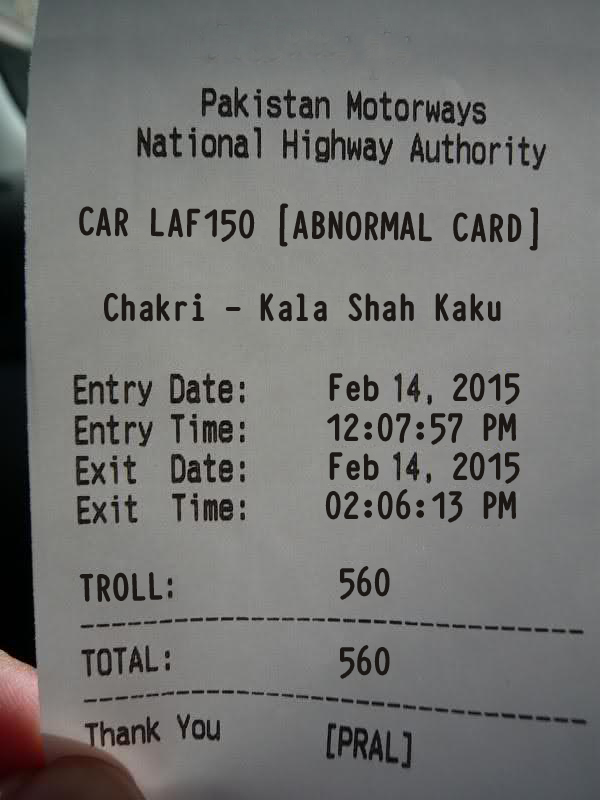 Pakistan Motorways
National Highway Authority
CAR LAF150 [ABNORMAL CARD]
Chakri - Kala Shah Kaku
Entry Date: Feb 14, 2015
Entry Time: 12:07:57 PM
Exit Date: Feb 14, 2015
Exit Time: 02:06:13 PM
TROLL: 560
TOTAL: 560
Thank You [PRAL]